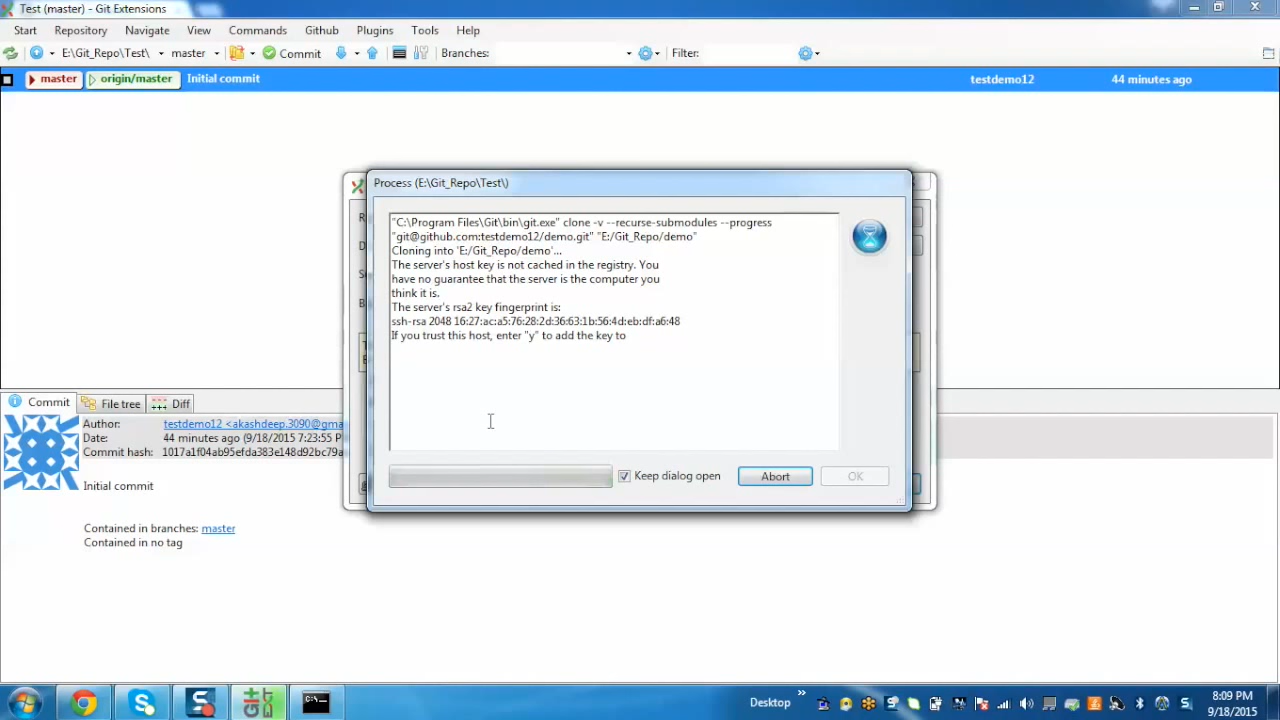 Test (master) - Git Extensions
Start Repository Navigate View Commands Github Plugins Tools Help
E:\Git_Repo\Test\ master Commit Branches: Filter:
master origin/master Initial commit testdemo12 44 minutes ago
Process (E:\Git_Repo\Test\)
"C:\Program Files\Git\bin\git.exe" clone -v --recurse-submodules --progress
"git@github.com:testdemo12/demo.git" "E:/Git_Repo/demo"
Cloning into 'E:/Git_Repo/demo'...
The server's host key is not cached in the registry. You
have no guarantee that the server is the computer you
think it is.
The server's rsa2 key fingerprint is:
ssh-rsa 2048 16:27:ac:a5:76:28:2d:36:63:1b:56:4d:eb:df:a6:48
If you trust this host, enter "y" to add the key to
Keep dialog open Abort OK
Commit File tree Diff
Author: testdemo12 <akashdeep.3090@gma
Date: 44 minutes ago (9/18/2015 7:23:55 P
Commit hash: 1017a1f04ab95efda383e148d92bc79a
Initial commit
Contained in branches: master
Contained in no tag
Desktop
8:09 PM
9/18/2015